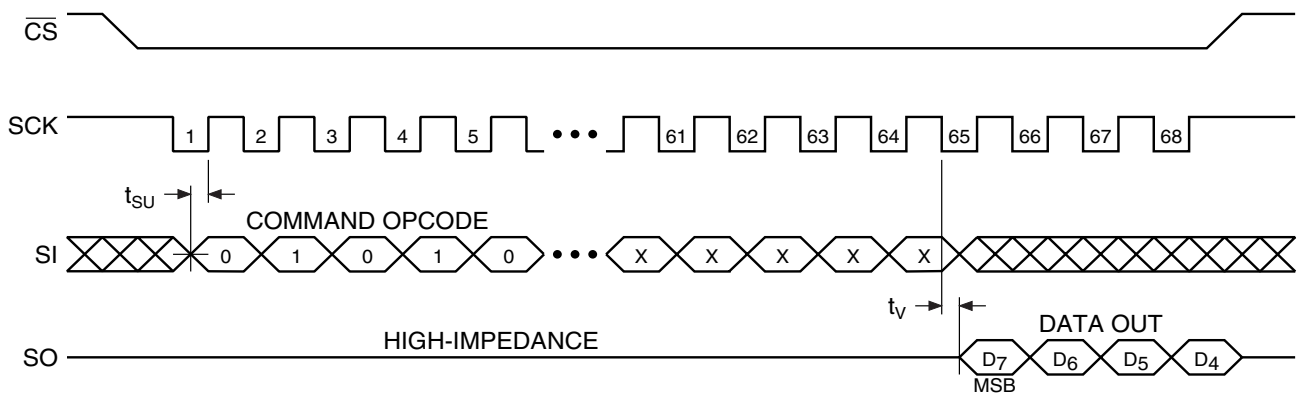 CS
SCK 1 2 3 4 5 ••• 61 62 63 64 65 66 67 68
tSU
COMMAND OPCODE
SI 0 1 0 1 0 ••• X X X X X
tV
HIGH-IMPEDANCE
DATA OUT
SO D7 D6 D5 D4
MSB